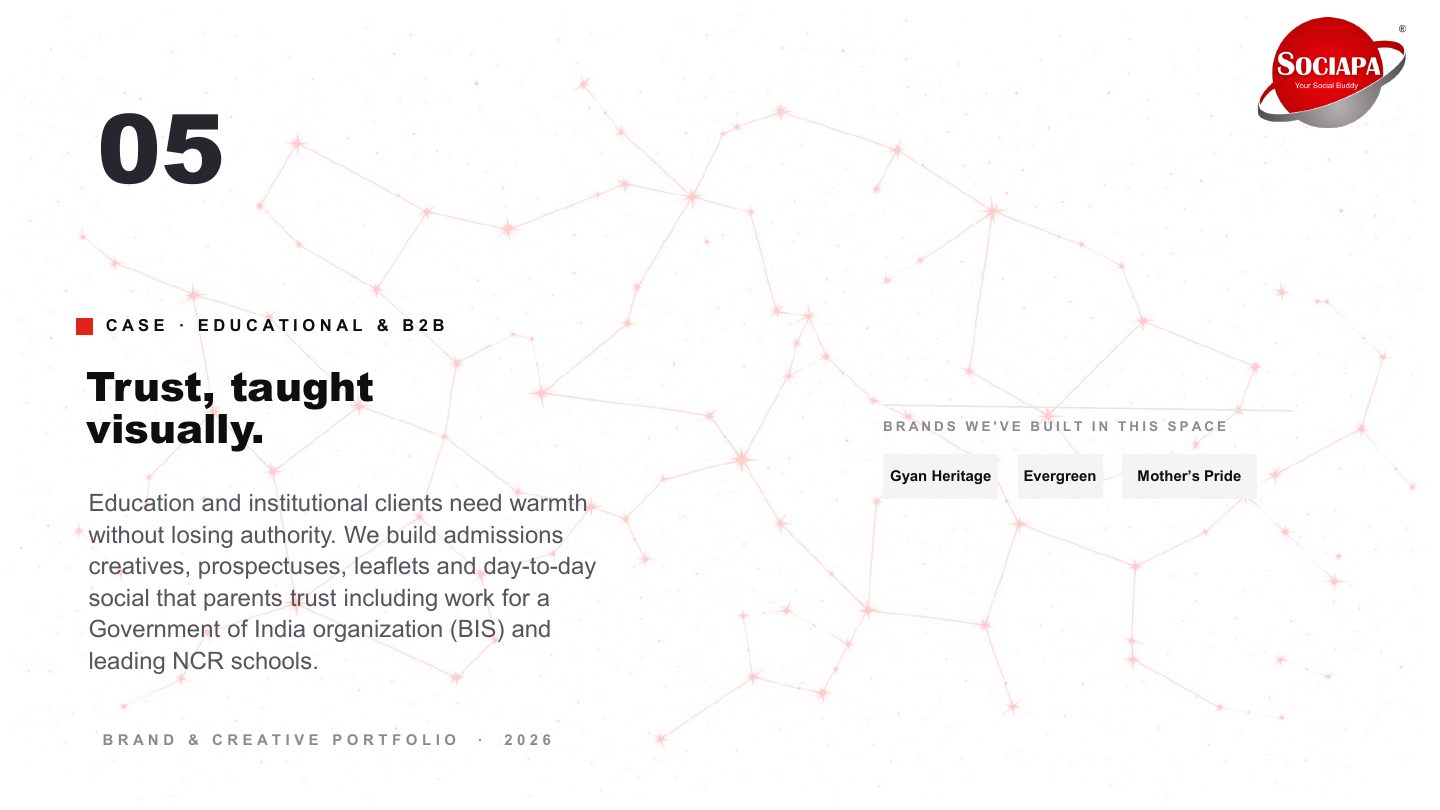 SOCIAPA
®
Your Social Buddy
05
CASE · EDUCATIONAL & B2B
Trust, taught
visually.
Education and institutional clients need warmth
without losing authority. We build admissions
creatives, prospectuses, leaflets and day-to-day
social that parents trust including work for a
Government of India organization (BIS) and
leading NCR schools.
BRANDS WE'VE BUILT IN THIS SPACE
Gyan Heritage Evergreen Mother’s Pride
BRAND & CREATIVE PORTFOLIO · 2026